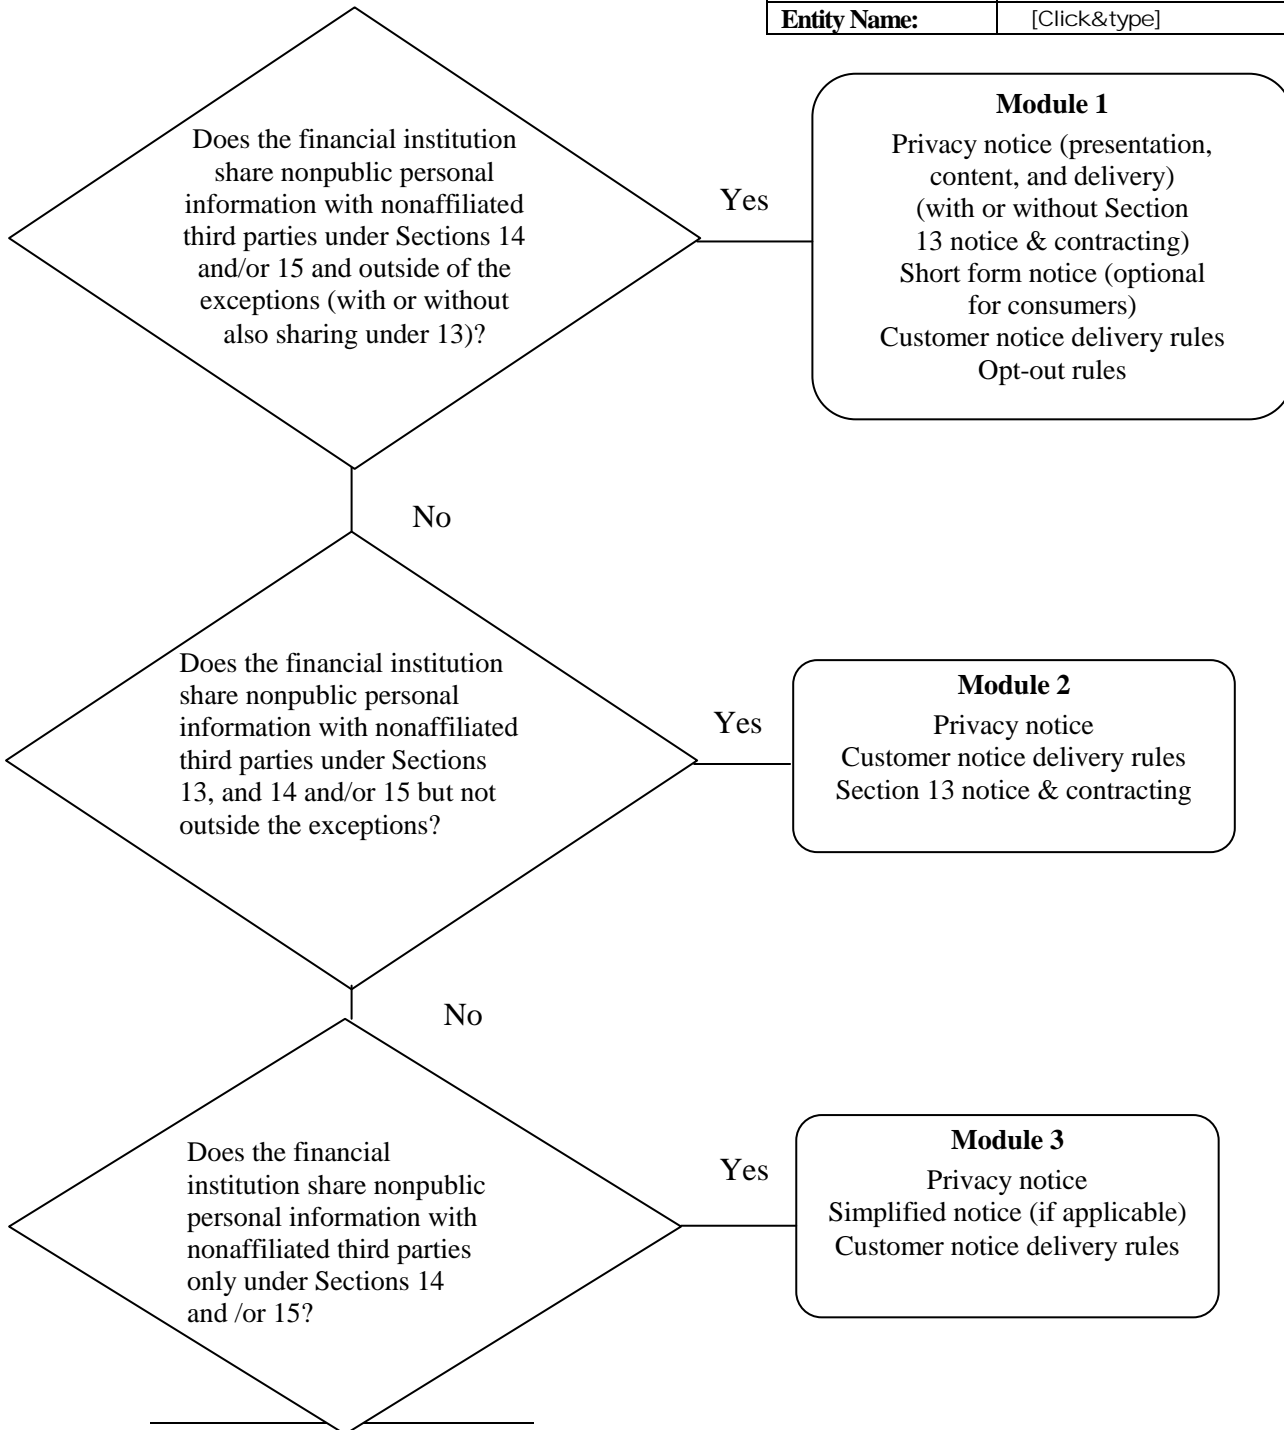 Entity Name: [Click&type]
Does the financial institution
share nonpublic personal
information with nonaffiliated
third parties under Sections 14
and/or 15 and outside of the
exceptions (with or without
also sharing under 13)?
Yes
Module 1
Privacy notice (presentation,
content, and delivery)
(with or without Section
13 notice & contracting)
Short form notice (optional
for consumers)
Customer notice delivery rules
Opt-out rules
No
Does the financial institution
share nonpublic personal
information with nonaffiliated
third parties under Sections
13, and 14 and/or 15 but not
outside the exceptions?
Yes
Module 2
Privacy notice
Customer notice delivery rules
Section 13 notice & contracting
No
Does the financial
institution share nonpublic
personal information with
nonaffiliated third parties
only under Sections 14
and /or 15?
Yes
Module 3
Privacy notice
Simplified notice (if applicable)
Customer notice delivery rules